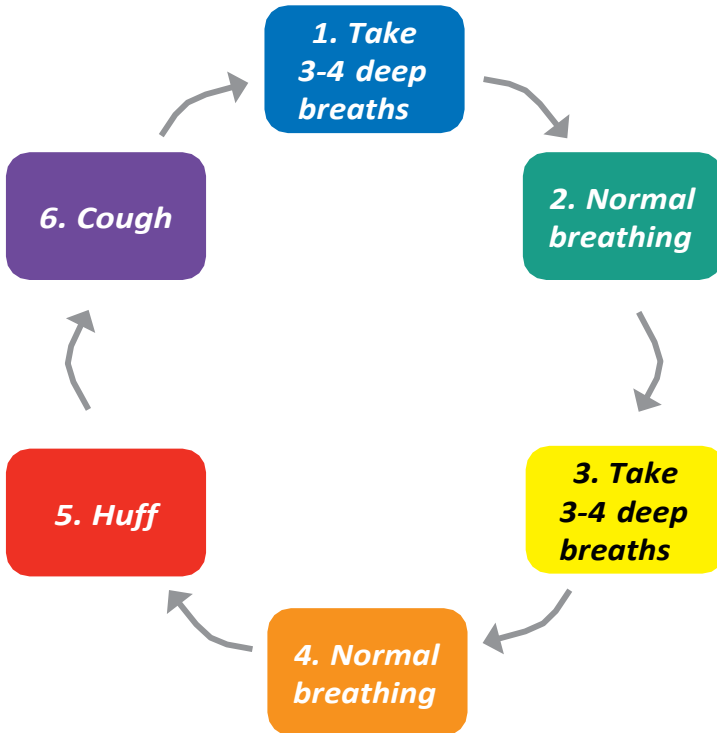 1. Take
3-4 deep
breaths
2. Normal
breathing
3. Take
3-4 deep
breaths
4. Normal
breathing
5. Huff
6. Cough